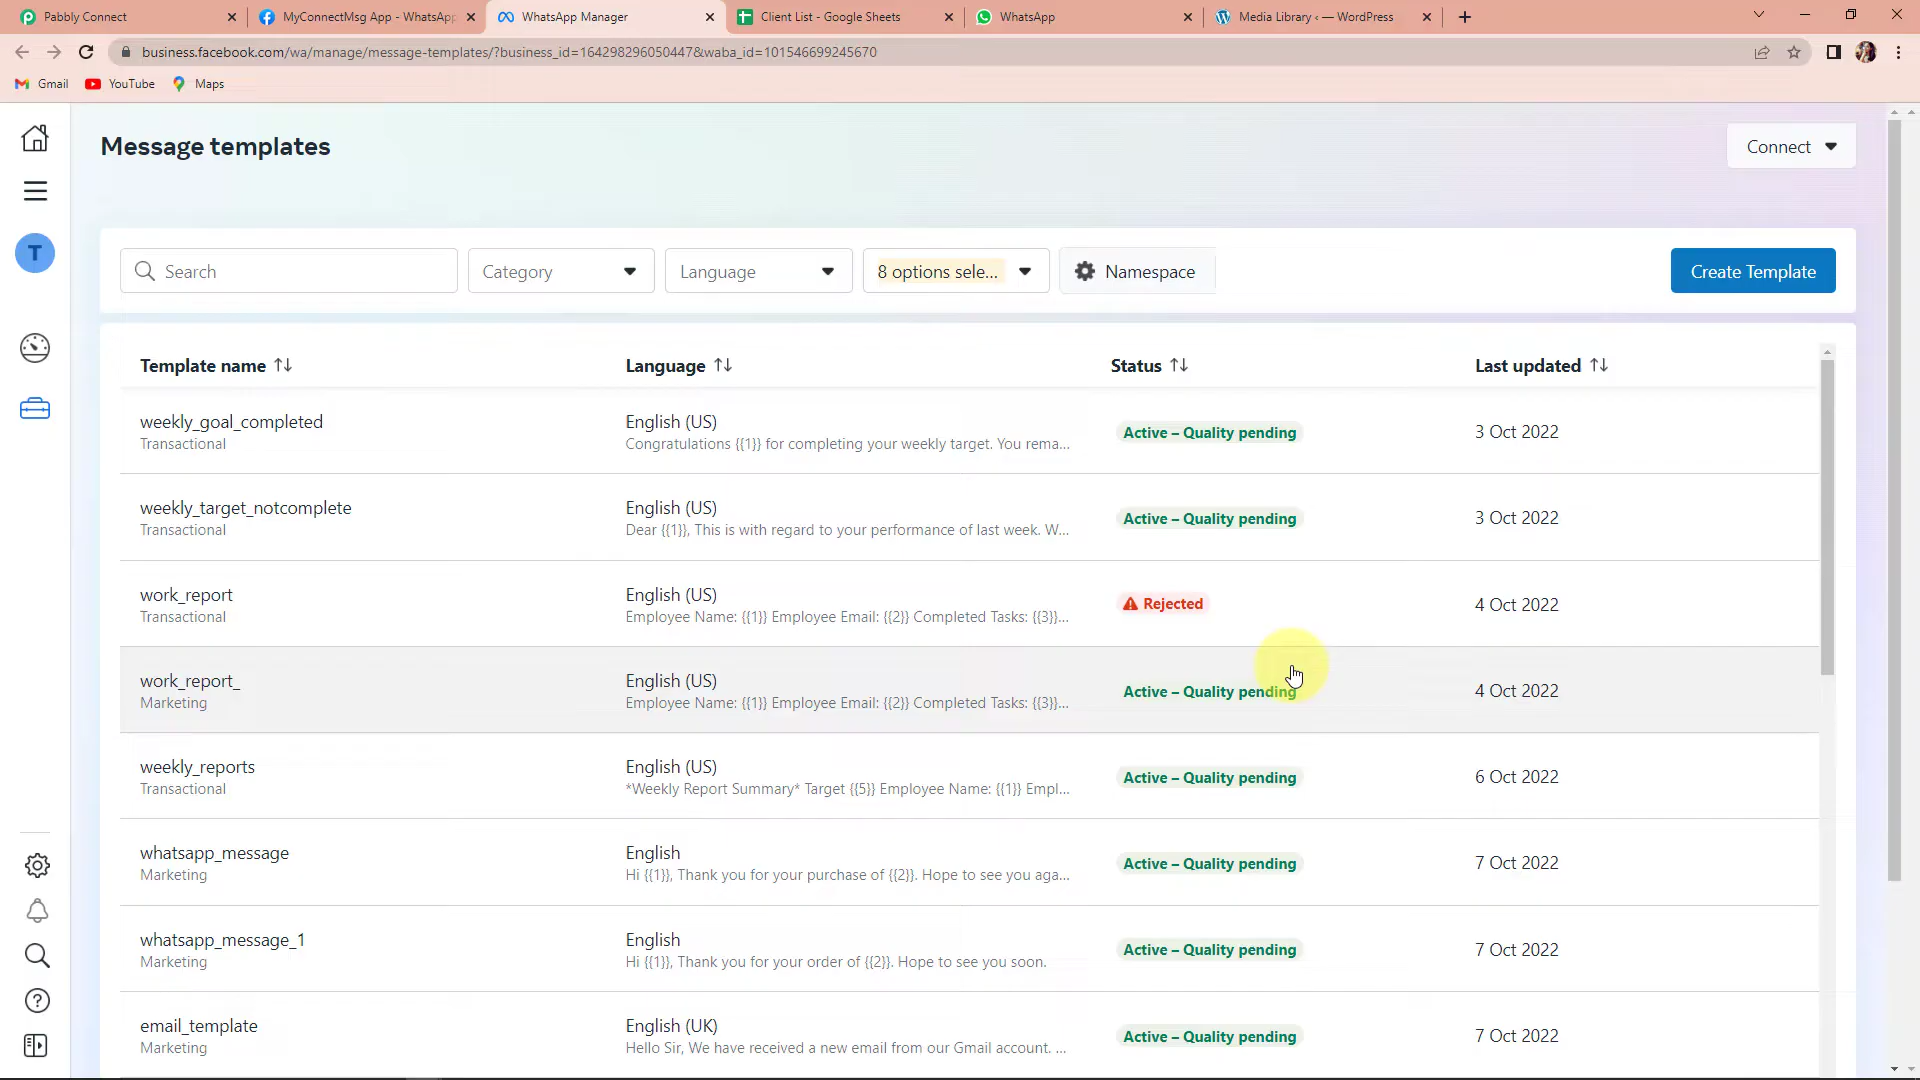 Pabbly Connect
MyConnectMsg App - WhatsApp
WhatsApp Manager
Client List - Google Sheets
WhatsApp
Media Library ‹ — WordPress
business.facebook.com/wa/manage/message-templates/?business_id=164298296050447&waba_id=101546699245670
Gmail
YouTube
Maps
Message templates
Connect
T
Search
Category
Language
8 options sele...
Namespace
Create Template
Template name
Language
Status
Last updated
weekly_goal_completed
Transactional
English (US)
Congratulations {{1}} for completing your weekly target. You rema...
Active – Quality pending
3 Oct 2022
weekly_target_notcomplete
Transactional
English (US)
Dear {{1}}, This is with regard to your performance of last week. W...
Active – Quality pending
3 Oct 2022
work_report
Transactional
English (US)
Employee Name: {{1}} Employee Email: {{2}} Completed Tasks: {{3}}...
Rejected
4 Oct 2022
work_report_
Marketing
English (US)
Employee Name: {{1}} Employee Email: {{2}} Completed Tasks: {{3}}...
Active – Quality pending
4 Oct 2022
weekly_reports
Transactional
English (US)
*Weekly Report Summary* Target {{5}} Employee Name: {{1}} Empl...
Active – Quality pending
6 Oct 2022
whatsapp_message
Marketing
English
Hi {{1}}, Thank you for your purchase of {{2}}. Hope to see you aga...
Active – Quality pending
7 Oct 2022
whatsapp_message_1
Marketing
English
Hi {{1}}, Thank you for your order of {{2}}. Hope to see you soon.
Active – Quality pending
7 Oct 2022
email_template
Marketing
English (UK)
Hello Sir, We have received a new email from our Gmail account. ...
Active – Quality pending
7 Oct 2022